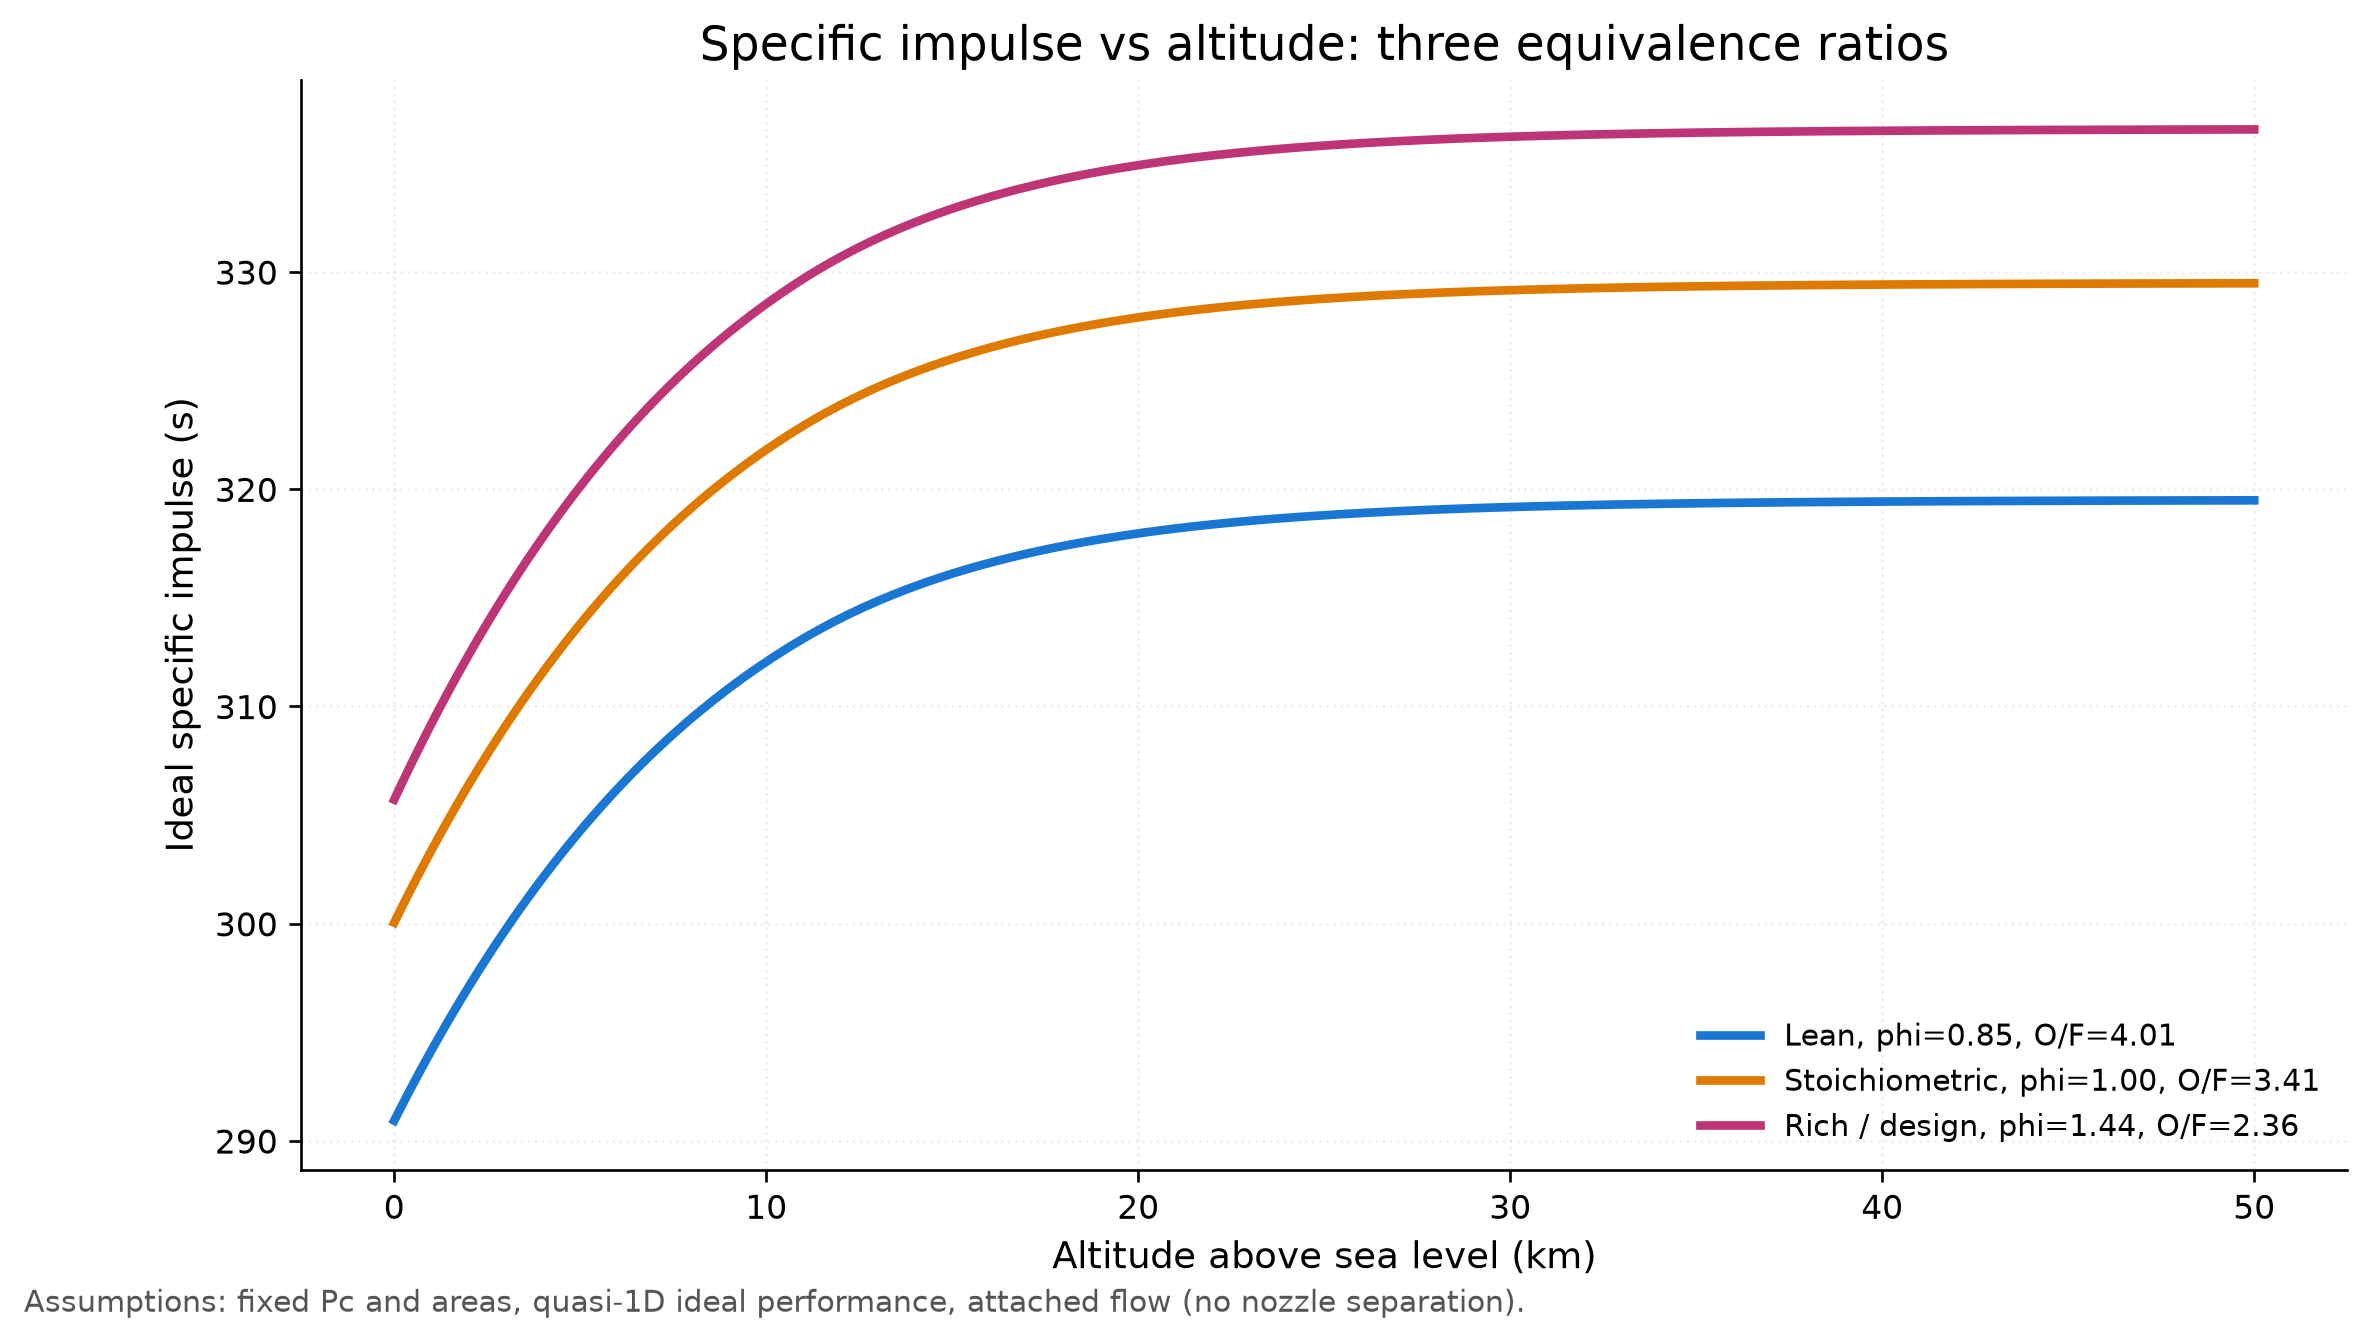 Specific impulse vs altitude: three equivalence ratios
Ideal specific impulse (s)
330
320
310
300
290
0 10 20 30 40 50
Altitude above sea level (km)
Lean, phi=0.85, O/F=4.01
Stoichiometric, phi=1.00, O/F=3.41
Rich / design, phi=1.44, O/F=2.36
Assumptions: fixed Pc and areas, quasi-1D ideal performance, attached flow (no nozzle separation).